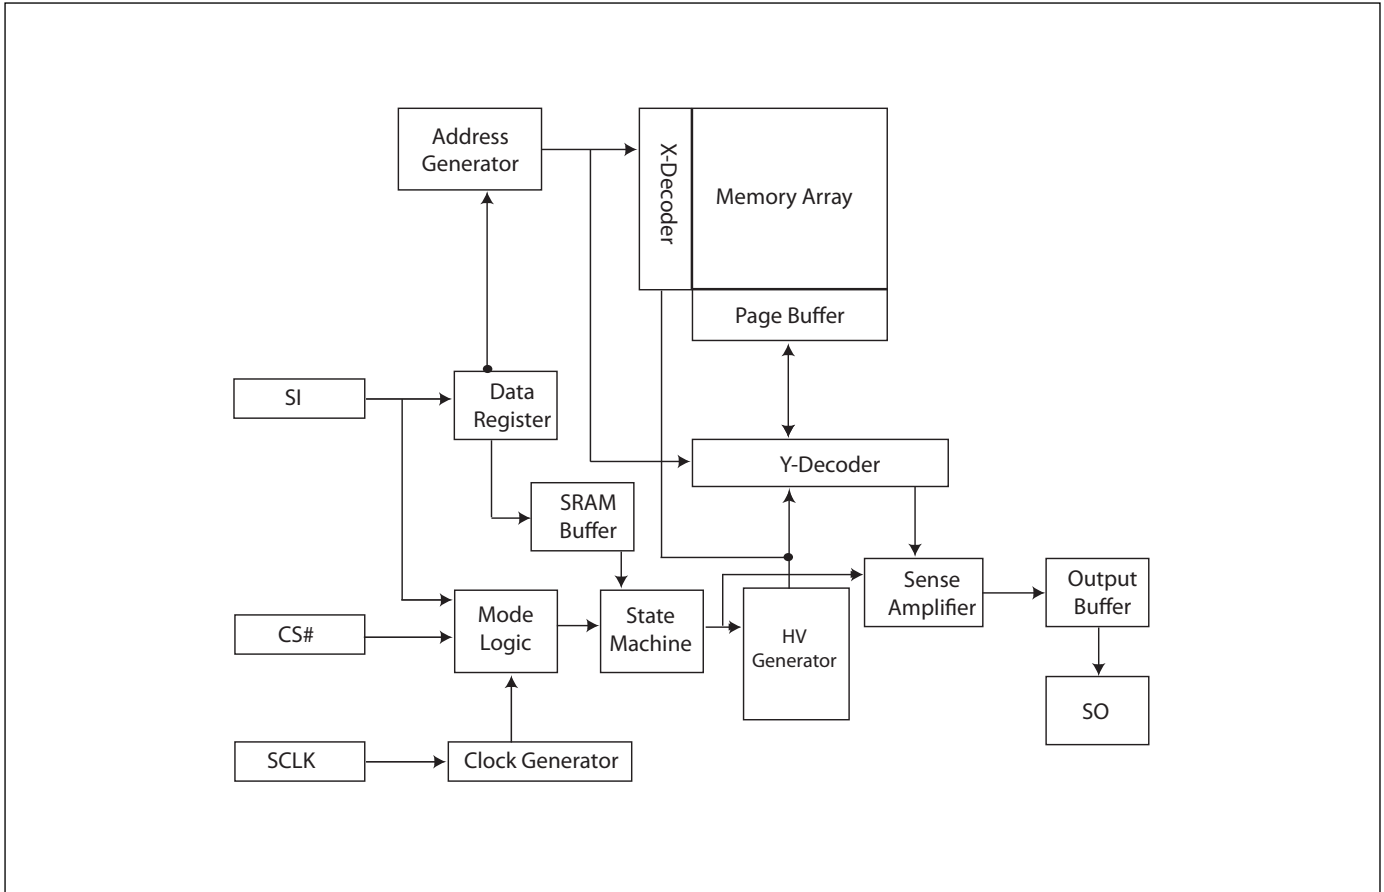 Address
Generator
X-Decoder
Memory Array
Page Buffer
SI
Data
Register
Y-Decoder
SRAM
Buffer
Sense
Amplifier
Output
Buffer
CS#
Mode
Logic
State
Machine
HV
Generator
SO
SCLK
Clock Generator